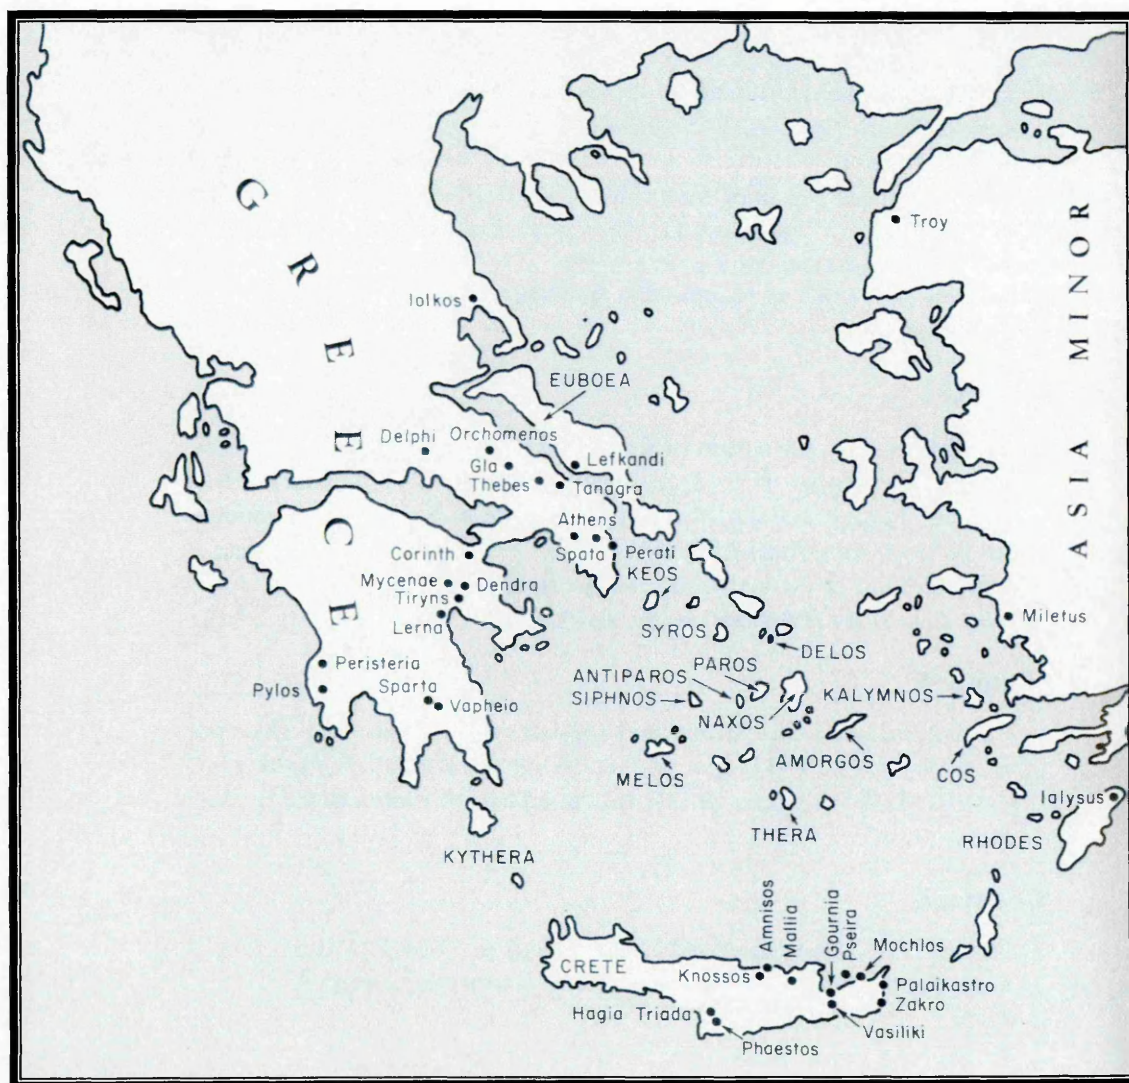 GREECE
ASIA MINOR
Troy
Iolkos
EUBOEA
Delphi
Orchomenos
Gla
Lefkandi
Thebes
Tanagra
Athens
Corinth
Spata
Perati
KEOS
Mycenae
Dendra
Tiryns
Lerna
Miletus
SYROS
DELOS
PAROS
Peristeria
ANTIPAROS
Pylos
Sparta
SIPHNOS
KALYMNOS
Vapheio
NAXOS
AMORGOS
MELOS
COS
Ialysus
THERA
RHODES
KYTHERA
Amnisos
Mallia
Gournia
Pseira
Mochlos
CRETE
Knossos
Palaikastro
Zakro
Hagia Triada
Vasiliki
Phaestos